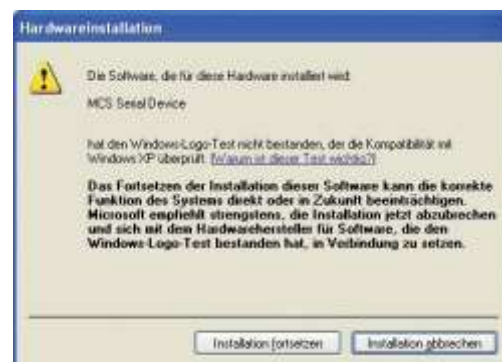 Hardwareinstallation
Die Software, die für diese Hardware installiert wird:
MCS Serial Device
hat den Windows-Logo-Test nicht bestanden, der die Kompatibilität mit
Windows XP überprüft. (Warum ist dieser Test wichtig?)
Das Fortsetzen der Installation dieser Software kann die korrekte
Funktion des Systems direkt oder in Zukunft beeinträchtigen.
Microsoft empfiehlt strengstens, die Installation jetzt abzubrechen
und sich mit dem Hardwarehersteller für Software, die den
Windows-Logo-Test bestanden hat, in Verbindung zu setzen.
Installation fortsetzen
Installation abbrechen